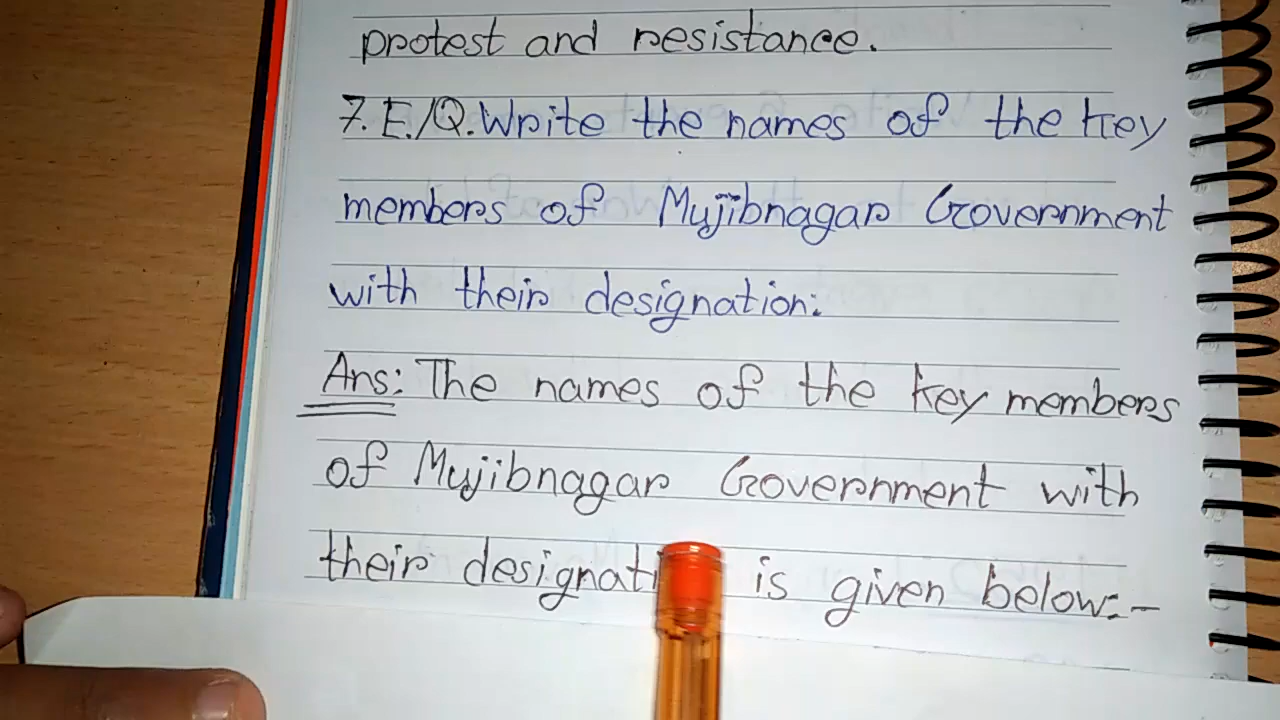 protest and resistance.
7. E./Q. Write the names of the key
members of Mujibnagar Government
with their designation:
Ans: The names of the key members
of Mujibnagar Government with
their is given below:-